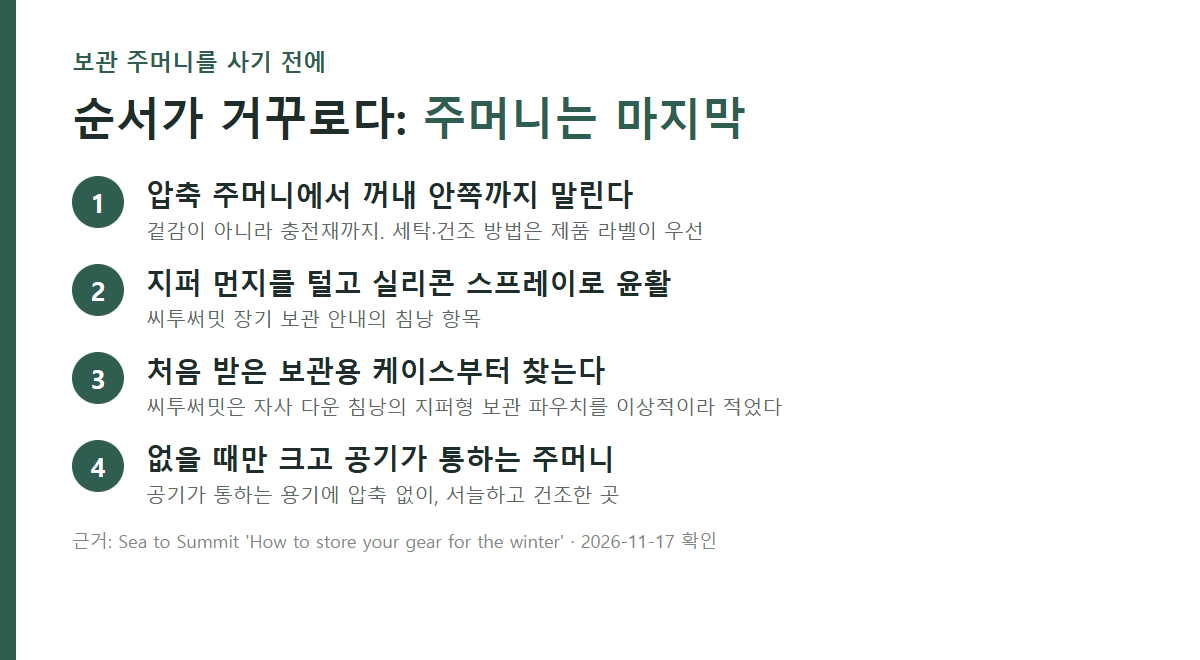 보관 주머니를 사기 전에
순서가 거꾸로다: 주머니는 마지막
1
압축 주머니에서 꺼내 안쪽까지 말린다
겉감이 아니라 충전재까지. 세탁·건조 방법은 제품 라벨이 우선
2
지퍼 먼지를 털고 실리콘 스프레이로 윤활
씨투써밋 장기 보관 안내의 침낭 항목
3
처음 받은 보관용 케이스부터 찾는다
씨투써밋은 자사 다운 침낭의 지퍼형 보관 파우치를 이상적이라 적었다
4
없을 때만 크고 공기가 통하는 주머니
공기가 통하는 용기에 압축 없이, 서늘하고 건조한 곳
근거: Sea to Summit 'How to store your gear for the winter' · 2026-11-17 확인